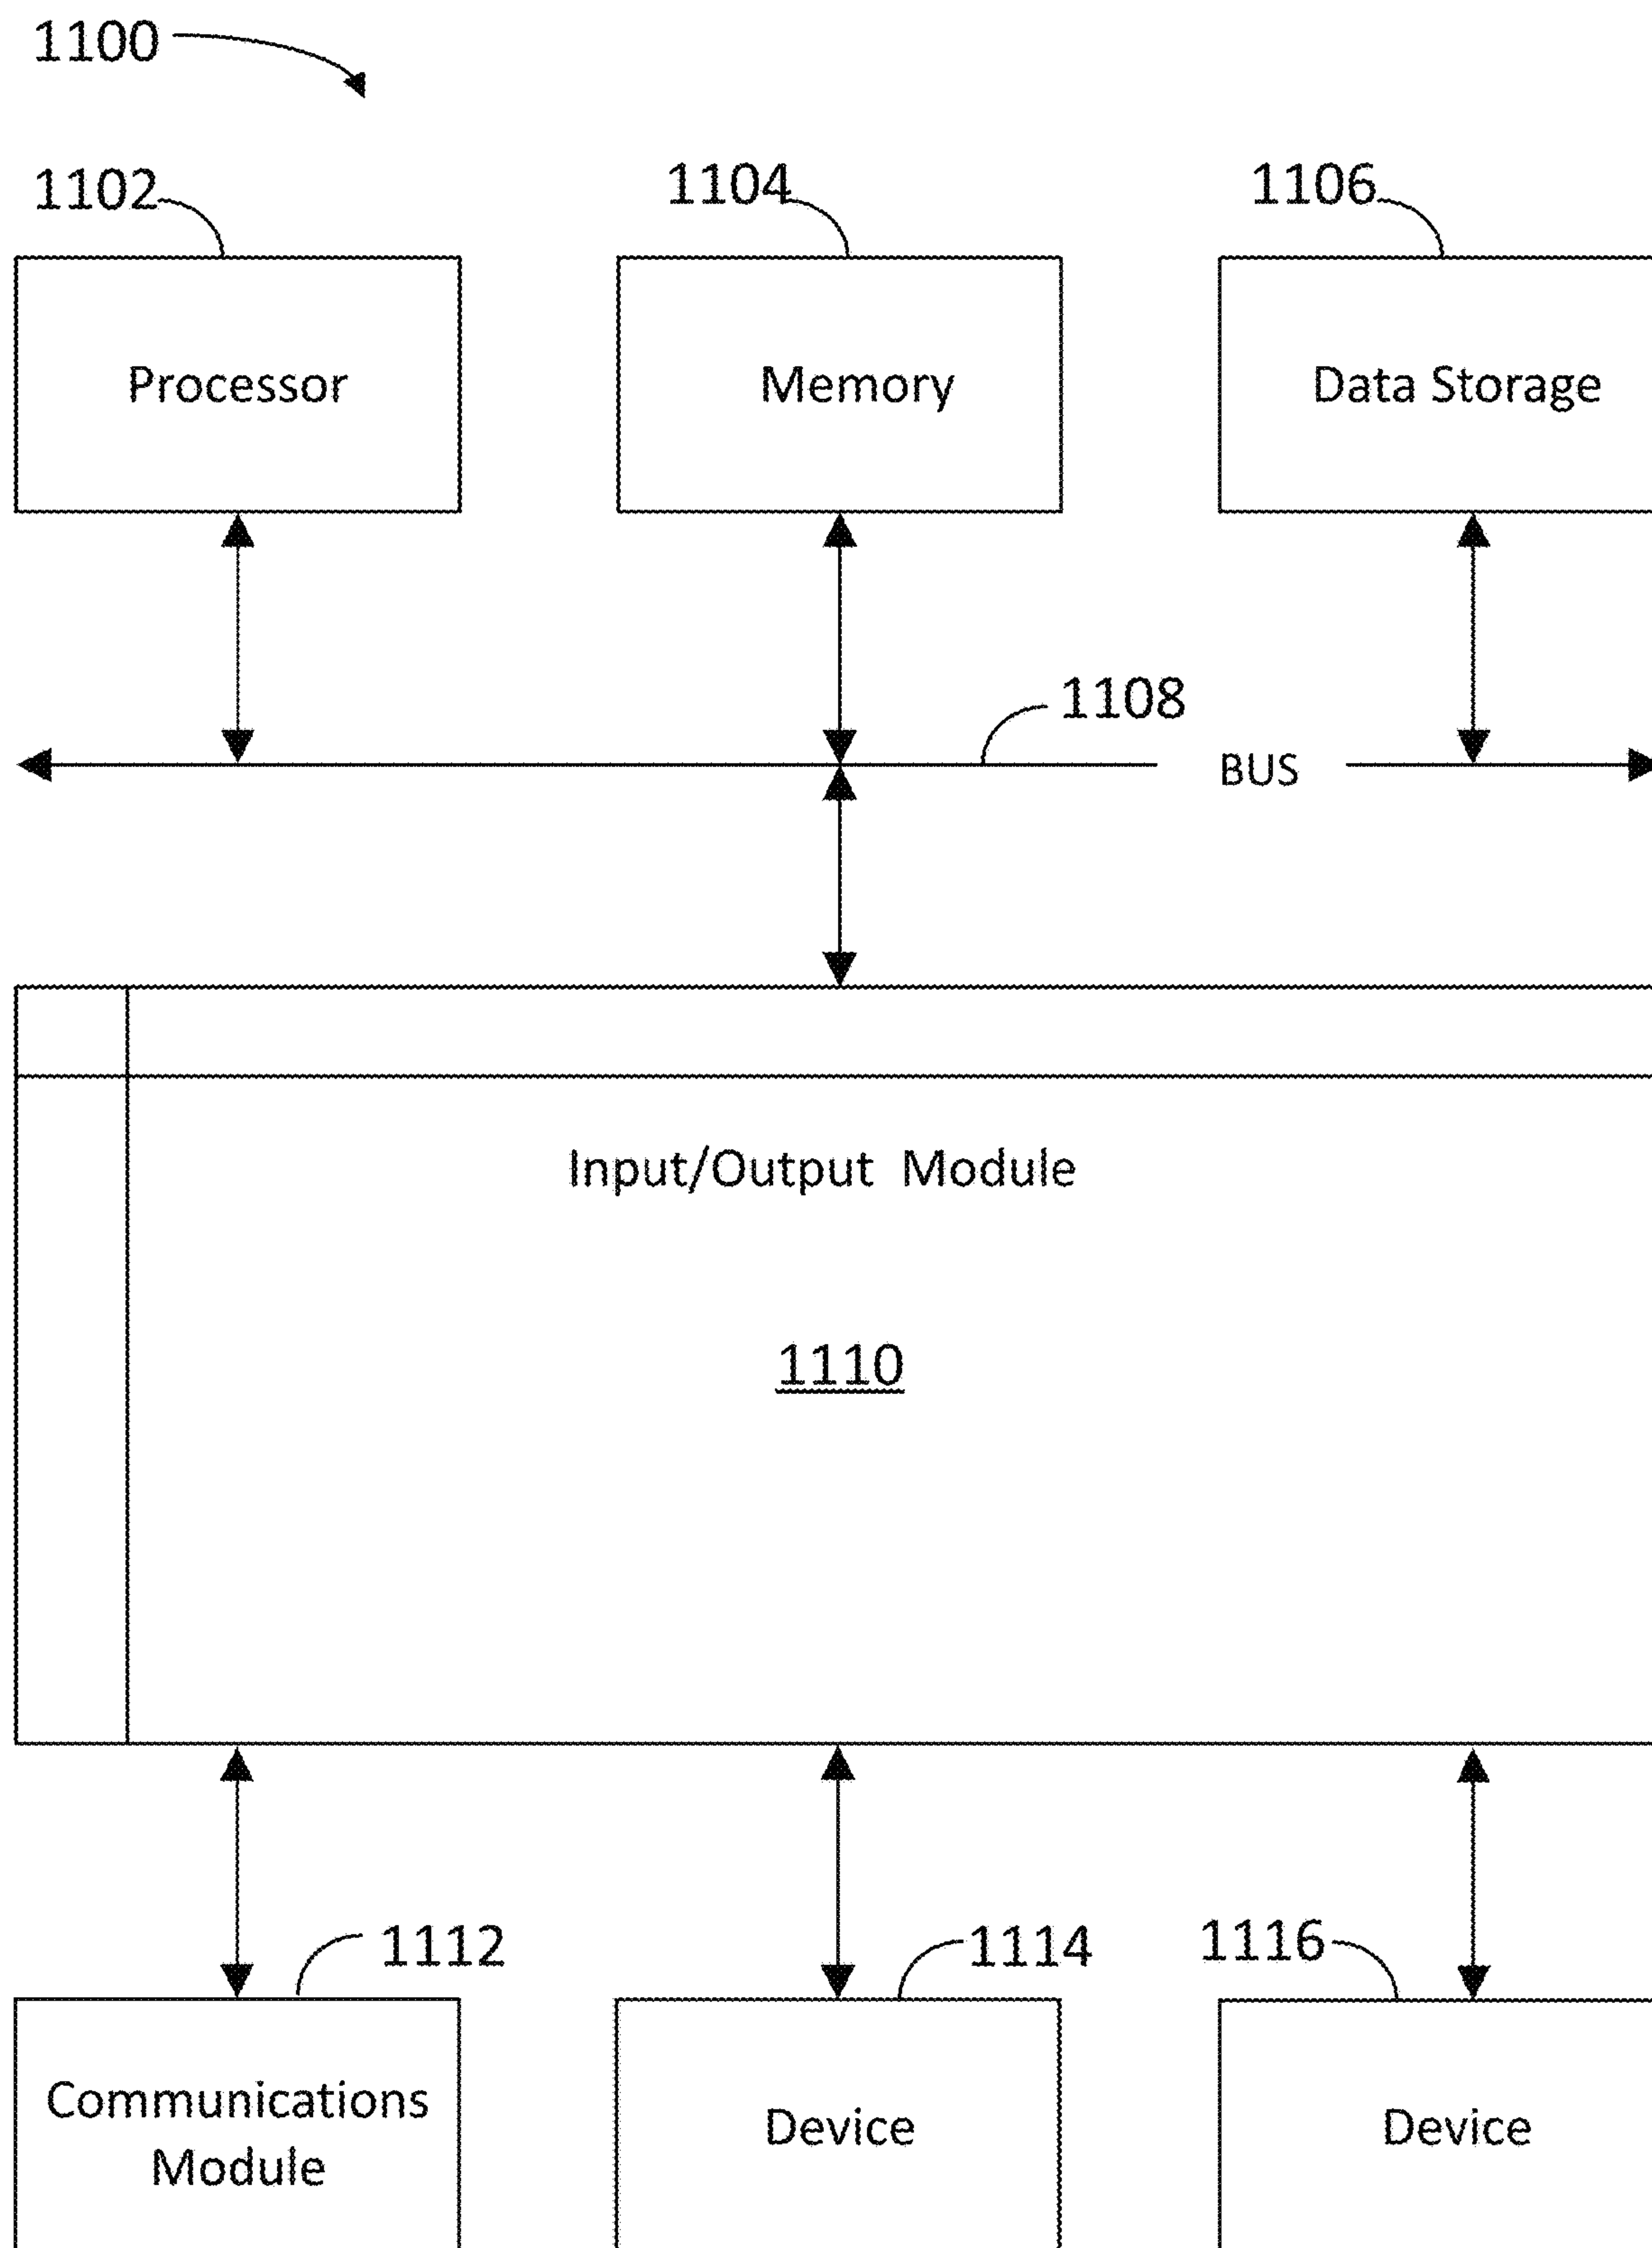 1100
1102
1104
1106
Processor
Memory
Data Storage
1108
BUS
Input/Output Module
1110
1112
1114
1116
Communications
Module
Device
Device